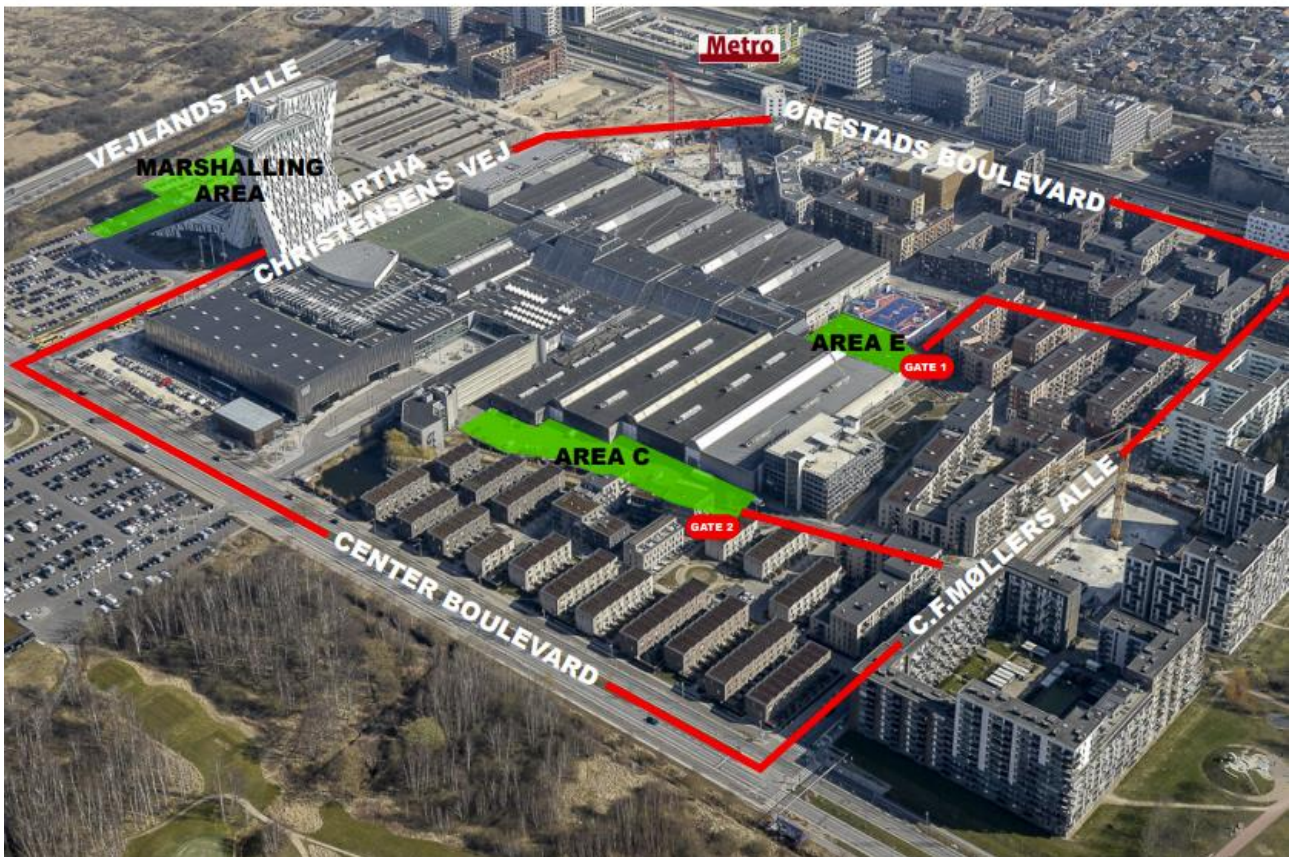 Metro
VEJLANDS ALLE
MARSHALLING
AREA
MARTHA
CHRISTENSENS VEJ
ØRESTADS BOULEVARD
AREA E
GATE 1
AREA C
GATE 2
CENTER BOULEVARD
C.F.MØLLERS ALLE